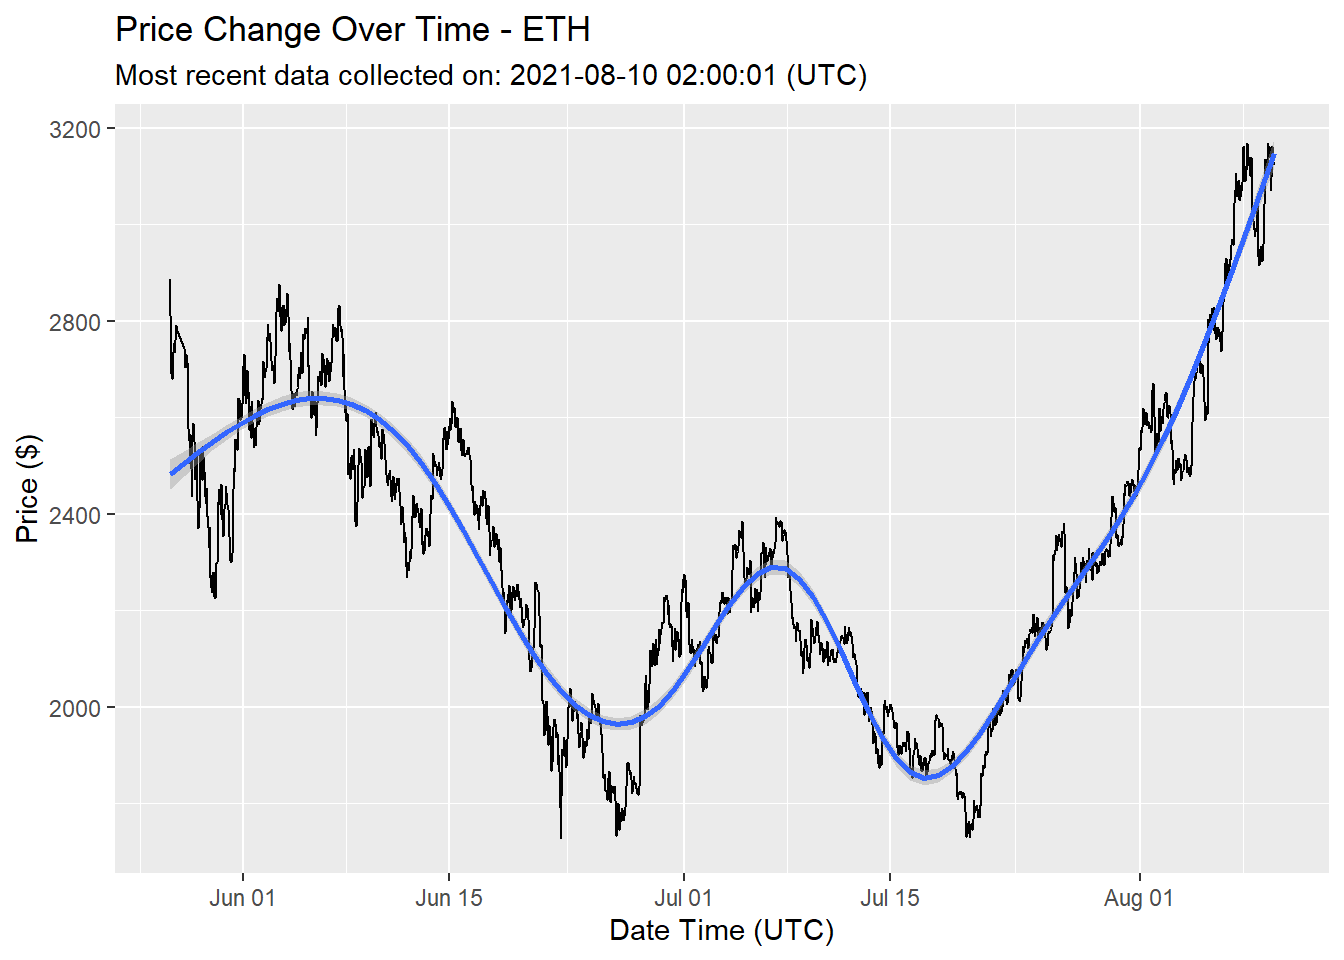 Price Change Over Time - ETH
Most recent data collected on: 2021-08-10 02:00:01 (UTC)
3200
2800
2400
2000
Price ($)
Jun 01
Jun 15
Jul 01
Jul 15
Aug 01
Date Time (UTC)